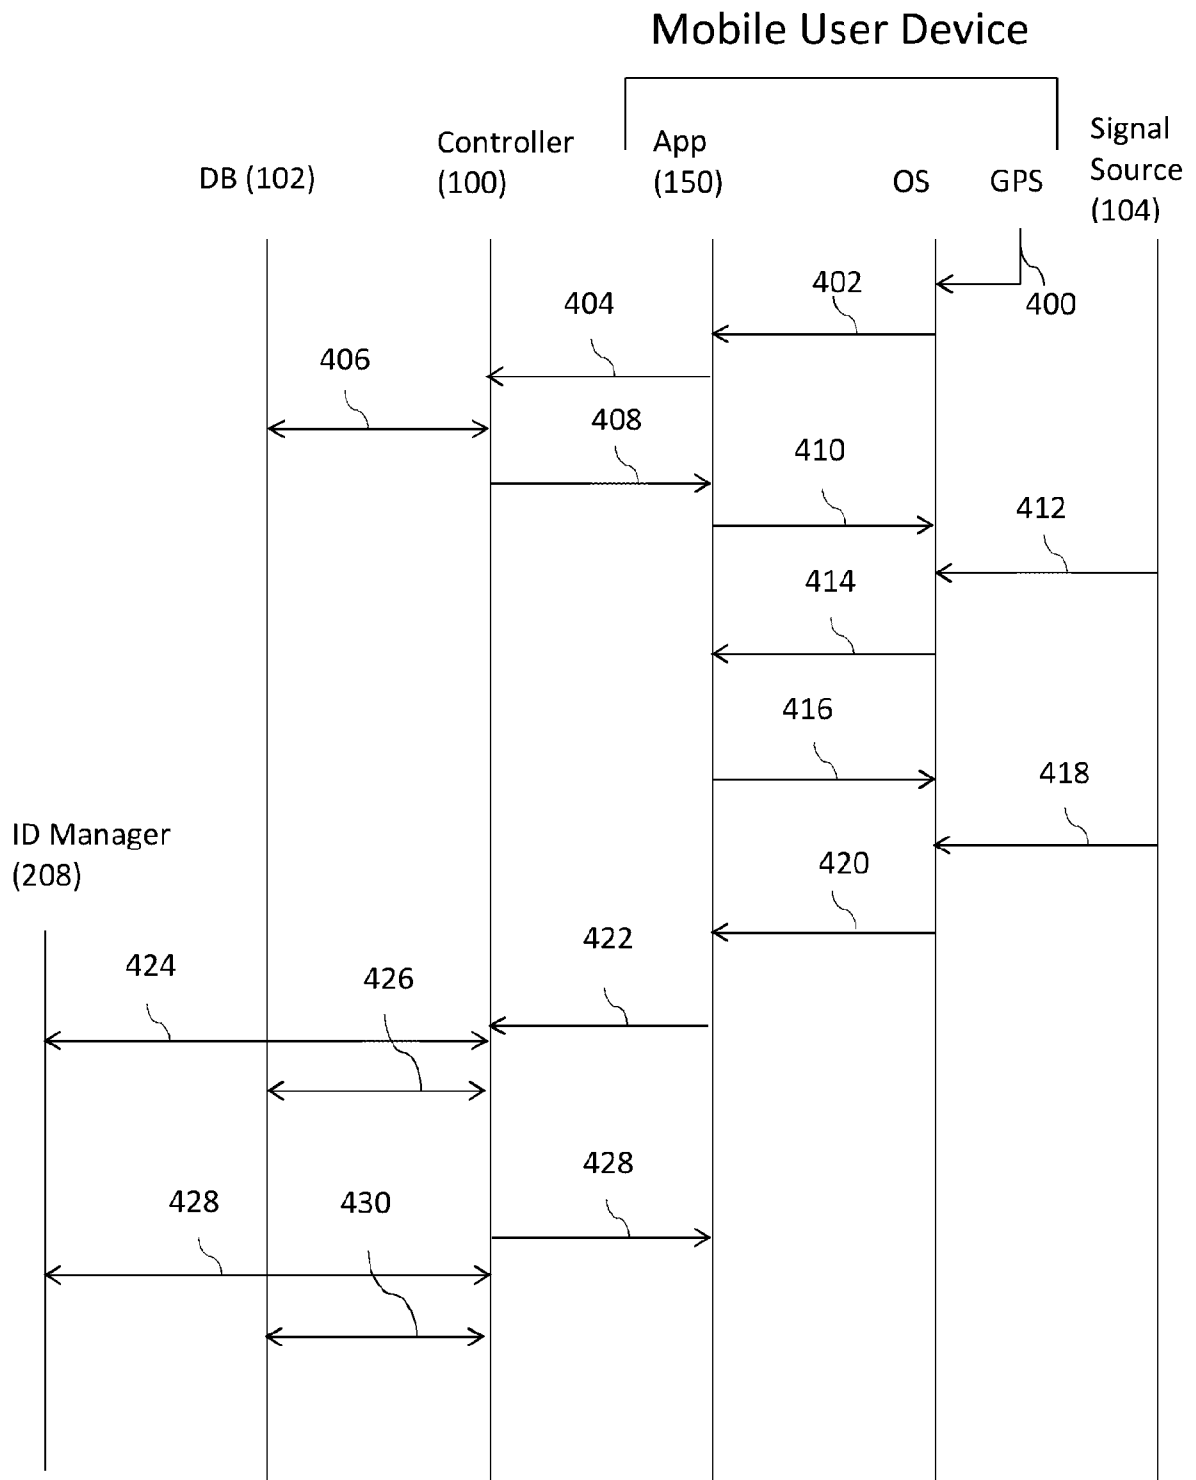 Mobile User Device
DB (102)
Controller
(100)
App
(150)
OS
GPS
Signal
Source
(104)
400
402
404
406
408
410
412
414
416
418
ID Manager
(208)
420
422
424
426
428
428
430